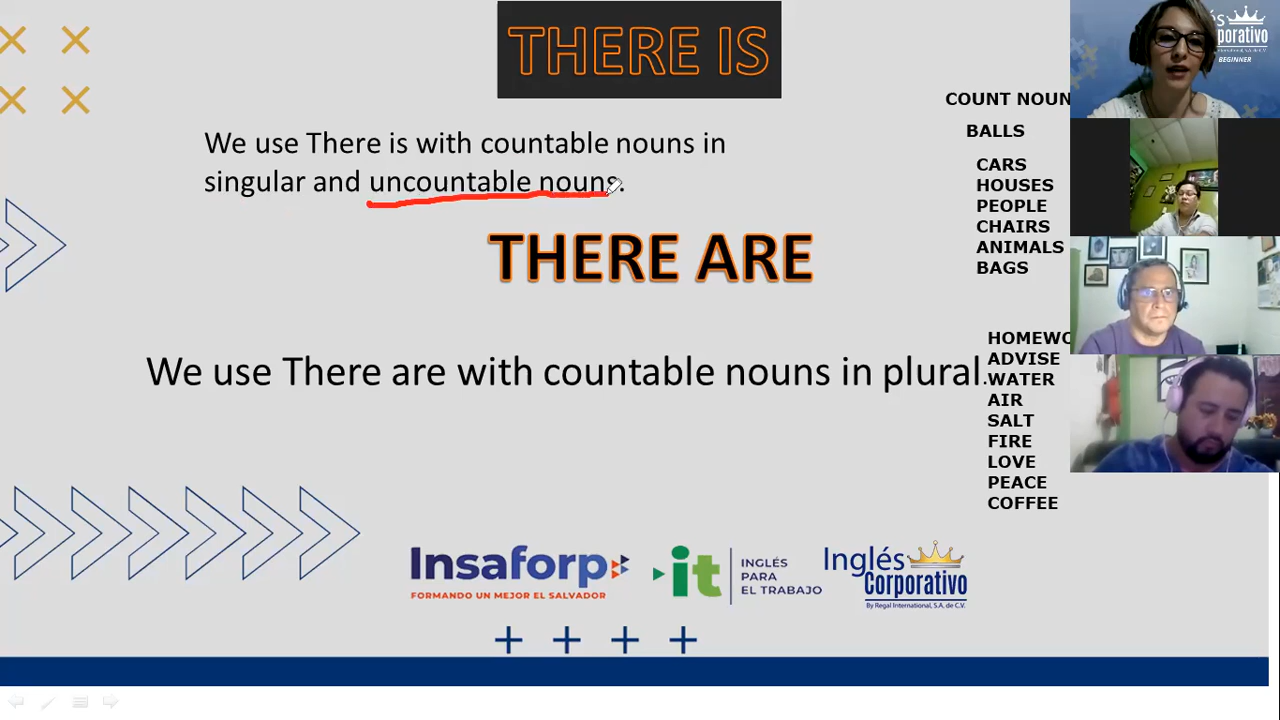 THERE IS
We use There is with countable nouns in
singular and uncountable nouns.
THERE ARE
We use There are with countable nouns in plural.
COUNT NOUN
BALLS
CARS
HOUSES
PEOPLE
CHAIRS
ANIMALS
BAGS
HOMEWO
ADVISE
WATER
AIR
SALT
FIRE
LOVE
PEACE
COFFEE
Insaforp
FORMANDO UN MEJOR EL SALVADOR
it
INGLÉS
PARA
EL TRABAJO
Inglés
Corporativo
By Regal International, S.A. de C.V.
és
porativo
BEGINNER